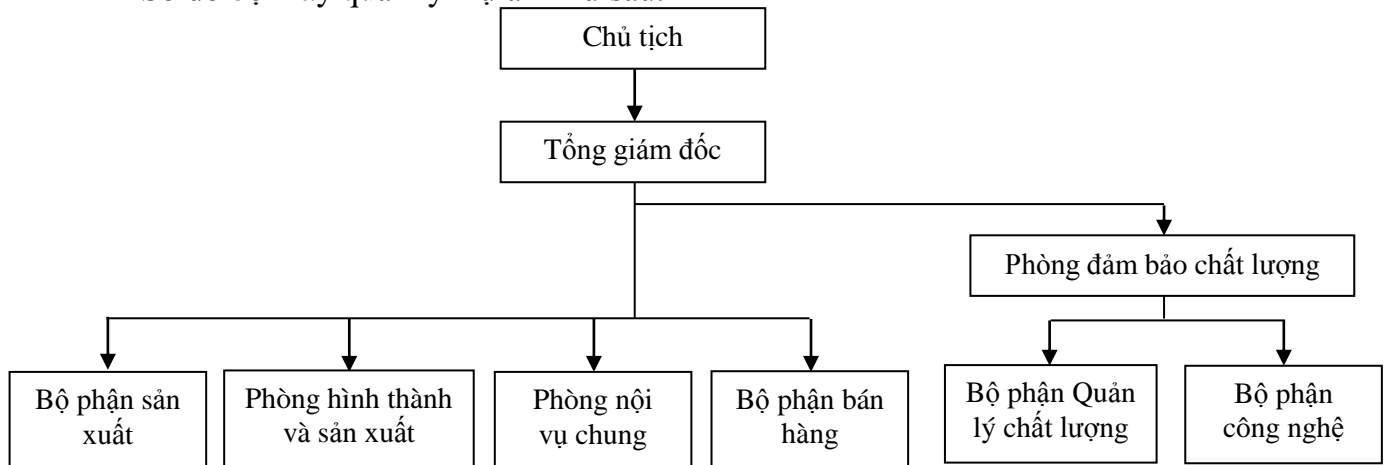 Chủ tịch
Tổng giám đốc
Phòng đảm bảo chất lượng
Bộ phận sản
xuất
Phòng hình thành
và sản xuất
Phòng nội
vụ chung
Bộ phận bán
hàng
Bộ phận Quản
lý chất lượng
Bộ phận
công nghệ